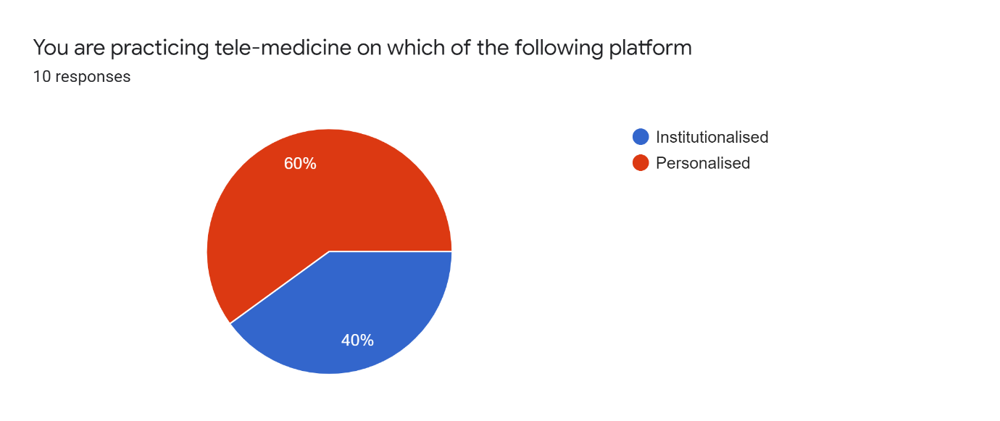 You are practicing tele-medicine on which of the following platform
10 responses
Institutionalised
Personalised
60%
40%